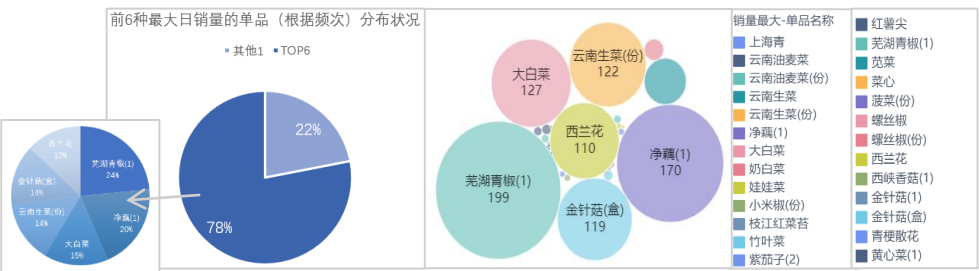 前6种最大日销量的单品（根据频次）分布状况
其他1 TOP6
22%
78%
西兰花
13%
芜湖青椒(1)
24%
金针菇(盒)
14%
云南生菜(份)
14%
净藕(1)
20%
大白菜
15%
云南生菜(份)
122
大白菜
127
西兰花
110
净藕(1)
170
芜湖青椒(1)
199
金针菇(盒)
119
销量最大-单品名称
上海青
云南油麦菜
云南油麦菜(份)
云南生菜
云南生菜(份)
净藕(1)
大白菜
奶白菜
娃娃菜
小米椒(份)
枝江红菜苔
竹叶菜
紫茄子(2)
红薯尖
芜湖青椒(1)
苋菜
菜心
菠菜(份)
螺丝椒
螺丝椒(份)
西兰花
西峡香菇(1)
金针菇(1)
金针菇(盒)
青梗散花
黄心菜(1)